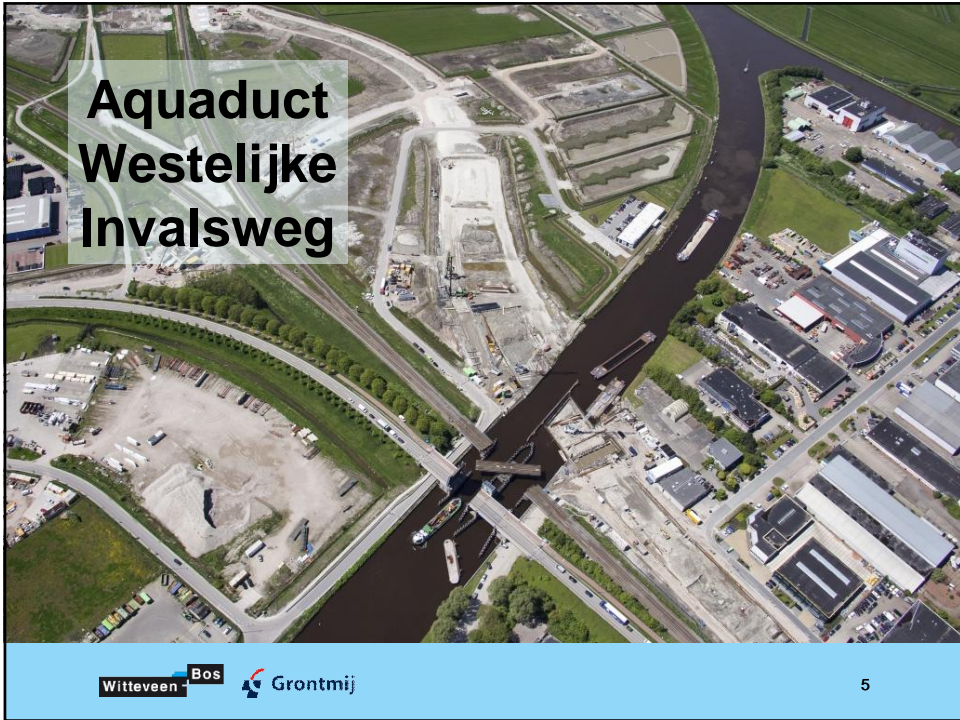 Aquaduct
Westelijke
Invalsweg
Witteveen + Bos
Grontmij
5